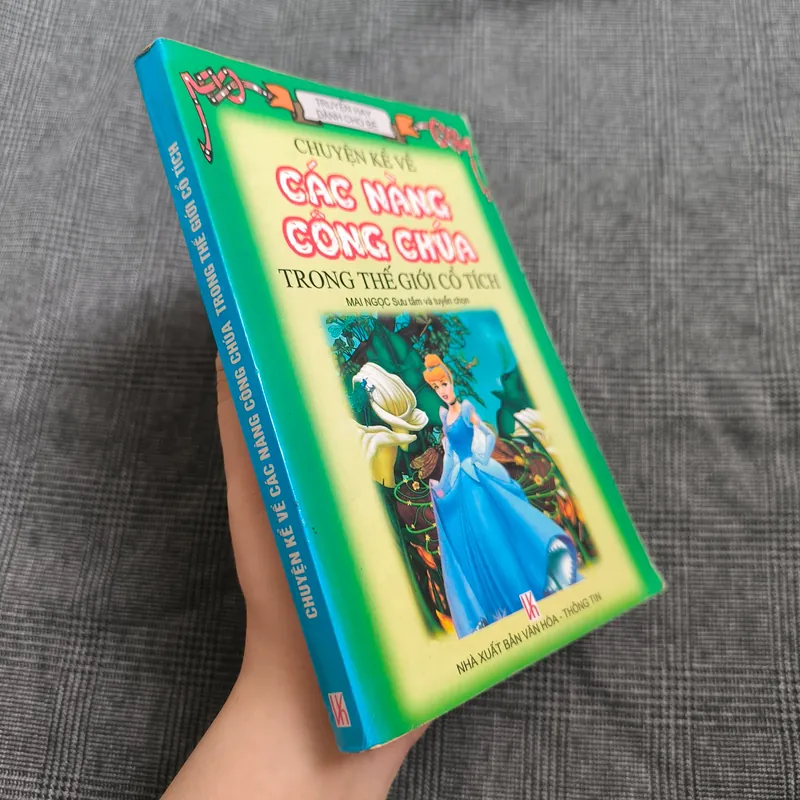 TRUYỆN HAY
DÀNH CHO BÉ
CHUYỆN KỂ VỀ
CÁC NÀNG
CÔNG CHÚA
TRONG THẾ GIỚI CỔ TÍCH
MAI NGỌC Sưu tầm và tuyển chọn
NHÀ XUẤT BẢN VĂN HÓA - THÔNG TIN
CHUYỆN KỂ VỀ CÁC NÀNG CÔNG CHÚA TRONG THẾ GIỚI CỔ TÍCH